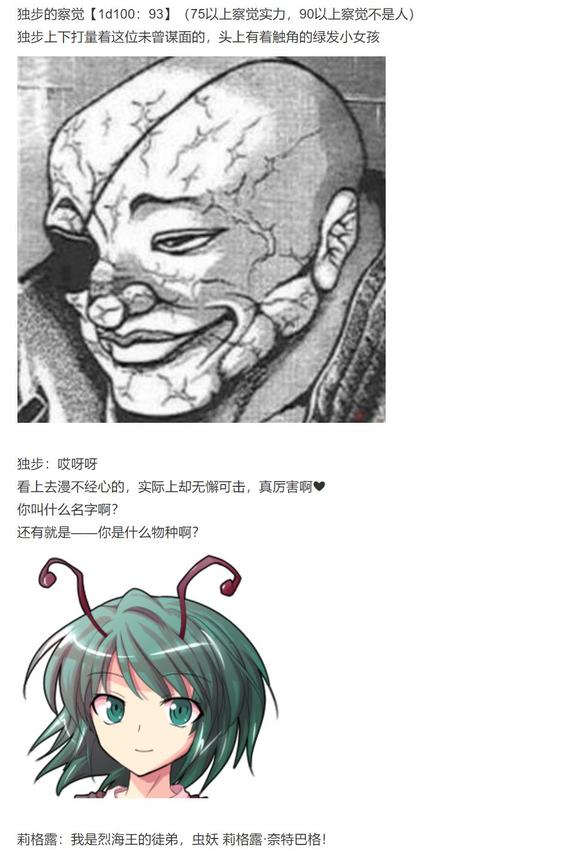 独步的察觉【1d100：93】（75以上察觉实力，90以上察觉不是人）
独步上下打量着这位未曾谋面的，头上有着触角的绿发小女孩
独步：哎呀呀
看上去漫不经心的，实际上却无懈可击，真厉害啊♥
你叫什么名字啊？
还有就是——你是什么物种啊？
莉格露：我是烈海王的徒弟，虫妖 莉格露·奈特巴格！